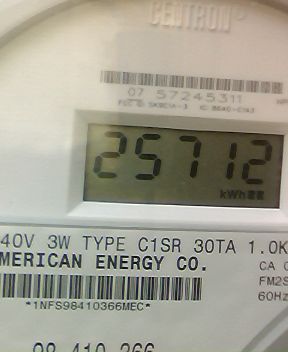 CENTRON
07 57245311
25712
kWh
40V 3W TYPE C1SR 30TA 1.0K
MERICAN ENERGY CO.
CA
FM2S
60Hz
*1NFS98410366MEC*